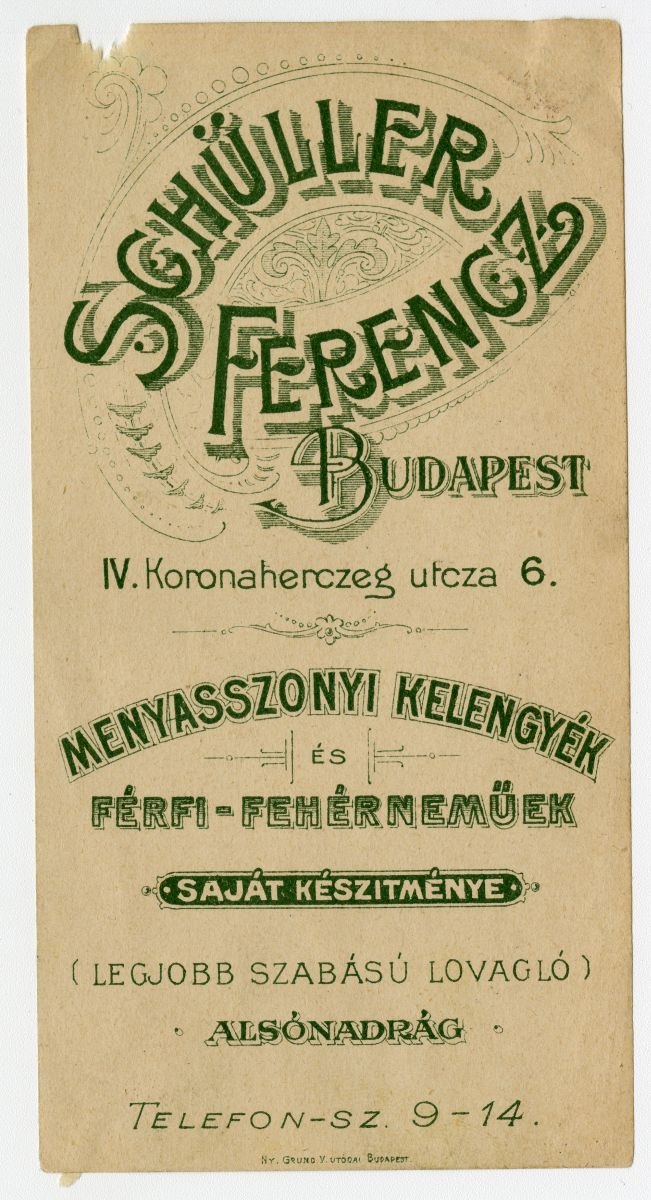 SCHÜLLER
FERENCZ
BUDAPEST
IV. Koronaherczeg utcza 6.
MENYASSZONYI KELENGYÉK
ÉS
FÉRFI-FEHÉRNEMŰEK
SAJÁT KÉSZITMÉNYE
(LEGJOBB SZABÁSÚ LOVAGLÓ)
ALSÓNADRÁG
TELEFON-SZ. 9-14.
NY. GRUND V. UTÓDAI BUDAPEST.